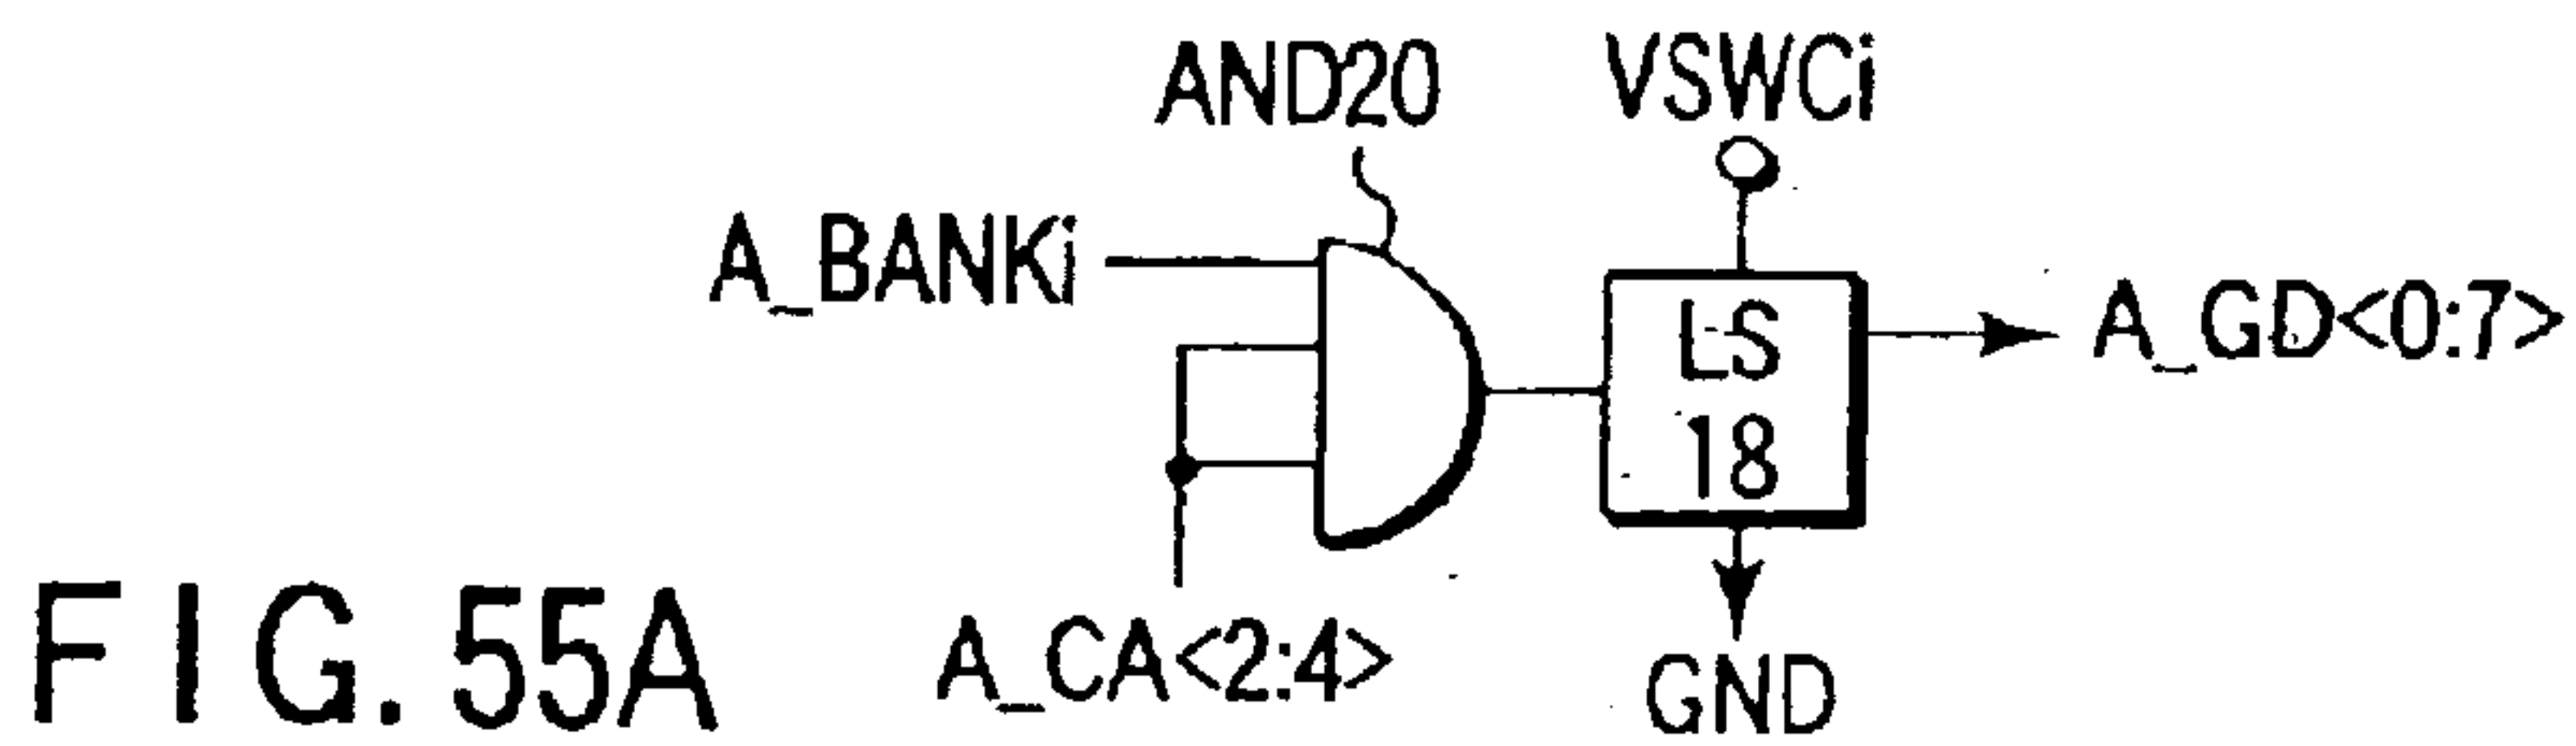 AND20
VSWCi
A_BANKi
LS
18
A_GD<0:7>
A_CA<2:4>
GND
FIG. 55A